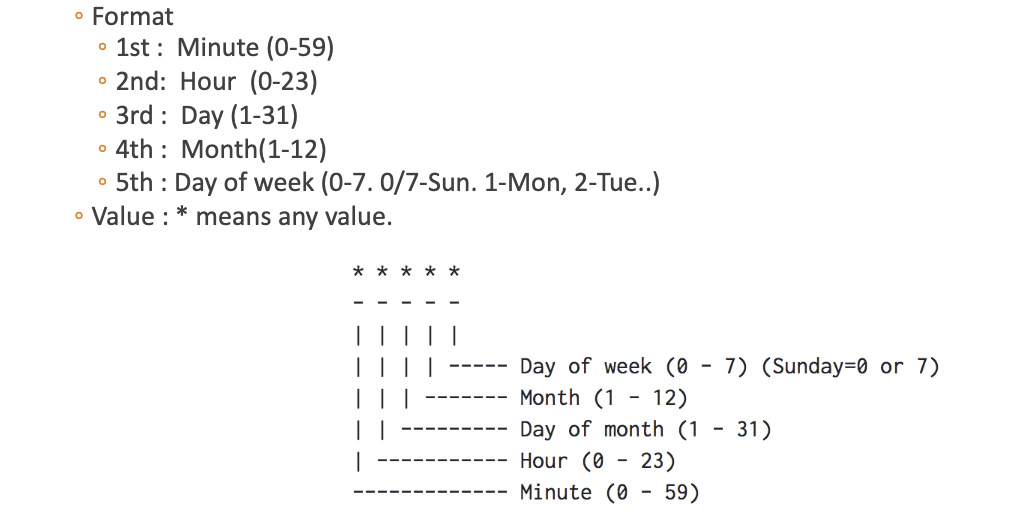 ◦ Format
◦ 1st : Minute (0-59)
◦ 2nd: Hour (0-23)
◦ 3rd : Day (1-31)
◦ 4th : Month(1-12)
◦ 5th : Day of week (0-7. 0/7-Sun. 1-Mon, 2-Tue..)
◦ Value : * means any value.
* * * * *
- - - - -
| | | | |
| | | | ----- Day of week (0 - 7) (Sunday=0 or 7)
| | | ------- Month (1 - 12)
| | --------- Day of month (1 - 31)
| ----------- Hour (0 - 23)
------------- Minute (0 - 59)